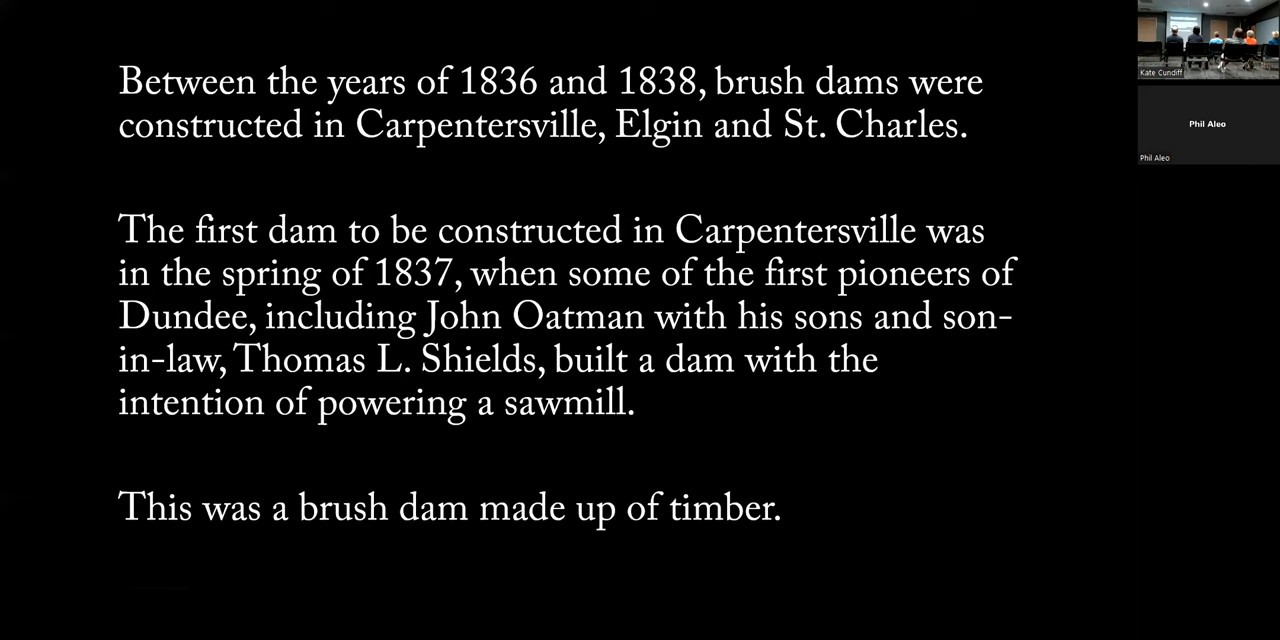 Between the years of 1836 and 1838, brush dams were
constructed in Carpentersville, Elgin and St. Charles.
The first dam to be constructed in Carpentersville was
in the spring of 1837, when some of the first pioneers of
Dundee, including John Oatman with his sons and son-
in-law, Thomas L. Shields, built a dam with the
intention of powering a sawmill.
This was a brush dam made up of timber.
Kate Cundiff
Phil Aleo
Phil Aleo